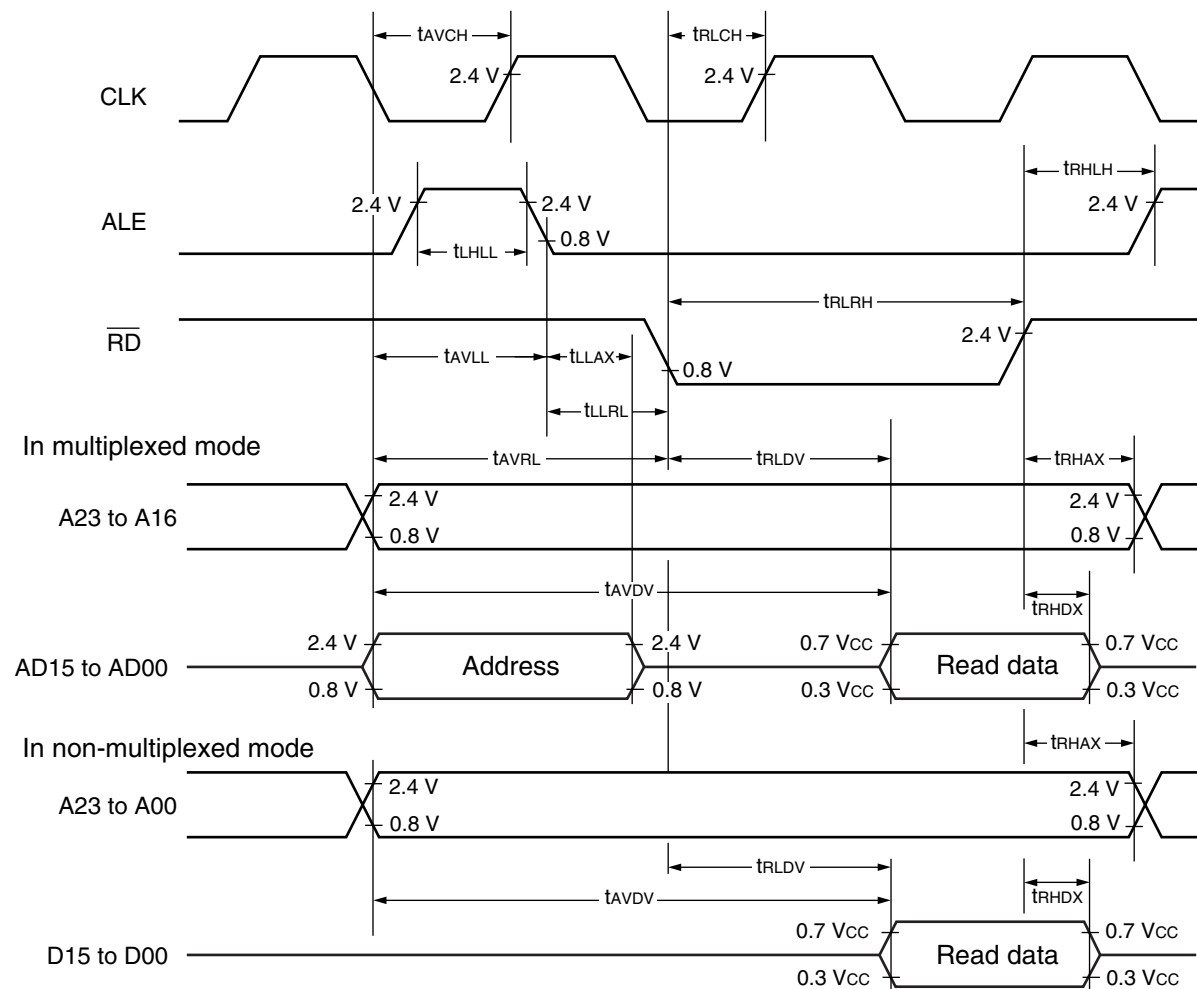 tAVCH
tRLCH
2.4 V
2.4 V
CLK
tRHLH
2.4 V
2.4 V
2.4 V
ALE
0.8 V
tLHLL
tRLRH
RD
2.4 V
tAVLL
tLLAX
0.8 V
tLLRL
In multiplexed mode
tAVRL
tRLDV
tRHAX
2.4 V
2.4 V
A23 to A16
0.8 V
0.8 V
tAVDV
tRHDX
2.4 V
2.4 V
0.7 VCC
0.7 VCC
AD15 to AD00
Address
Read data
0.8 V
0.8 V
0.3 VCC
0.3 VCC
In non-multiplexed mode
tRHAX
2.4 V
2.4 V
A23 to A00
0.8 V
0.8 V
tRLDV
tAVDV
tRHDX
0.7 VCC
0.7 VCC
D15 to D00
Read data
0.3 VCC
0.3 VCC